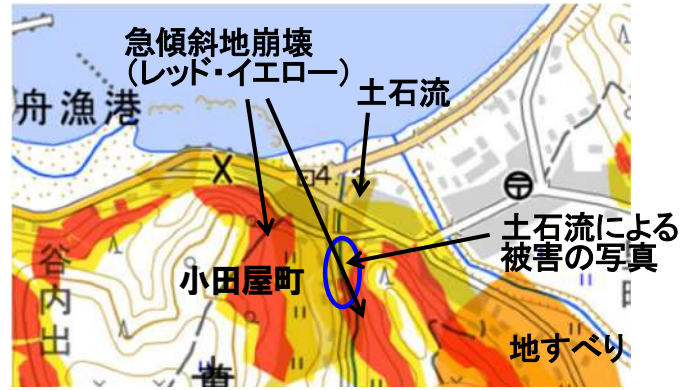 急傾斜地崩壊
(レッド・イエロー)
土石流
舟漁港
X
4.
土石流による
被害の写真
谷内出
小田屋町
地すべり